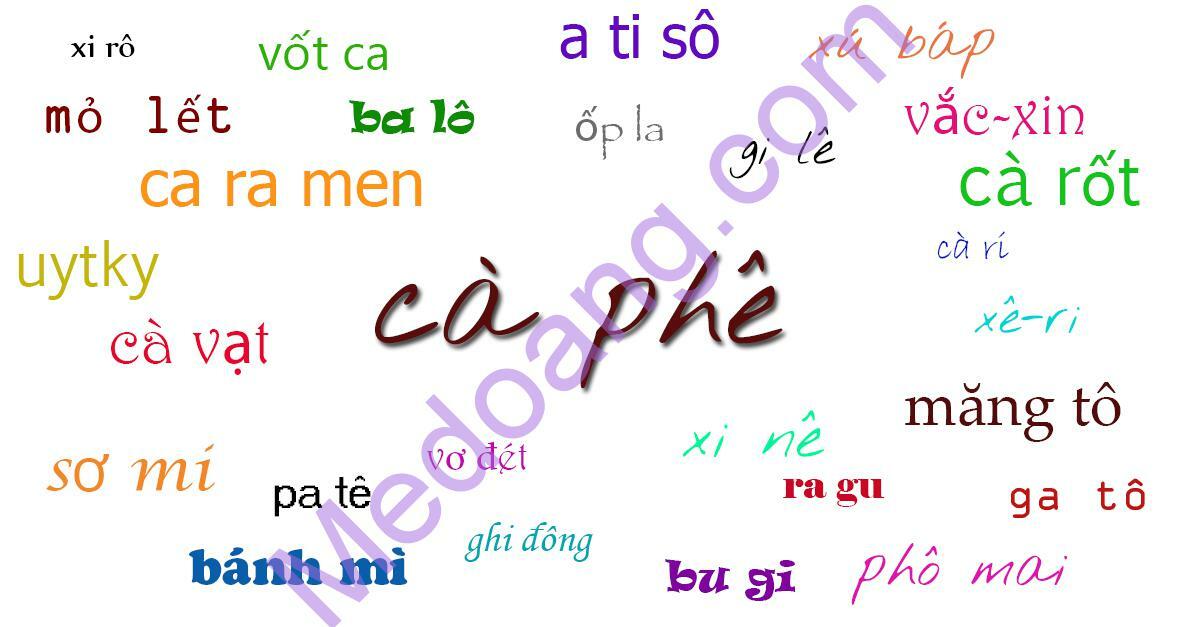 xi rô
vốt ca
a ti sô
xú báp
mỏ lết
ba lô
ốp la
gi lê
vắc-xin
ca ra men
cà rốt
uytky
cà phê
cà ri
cà vạt
xê-ri
măng tô
sơ mi
pa tê
vơ đét
xi nê
ra gu
ga tô
bánh mì
ghi đông
bu gi
phô mai
Medoang.com